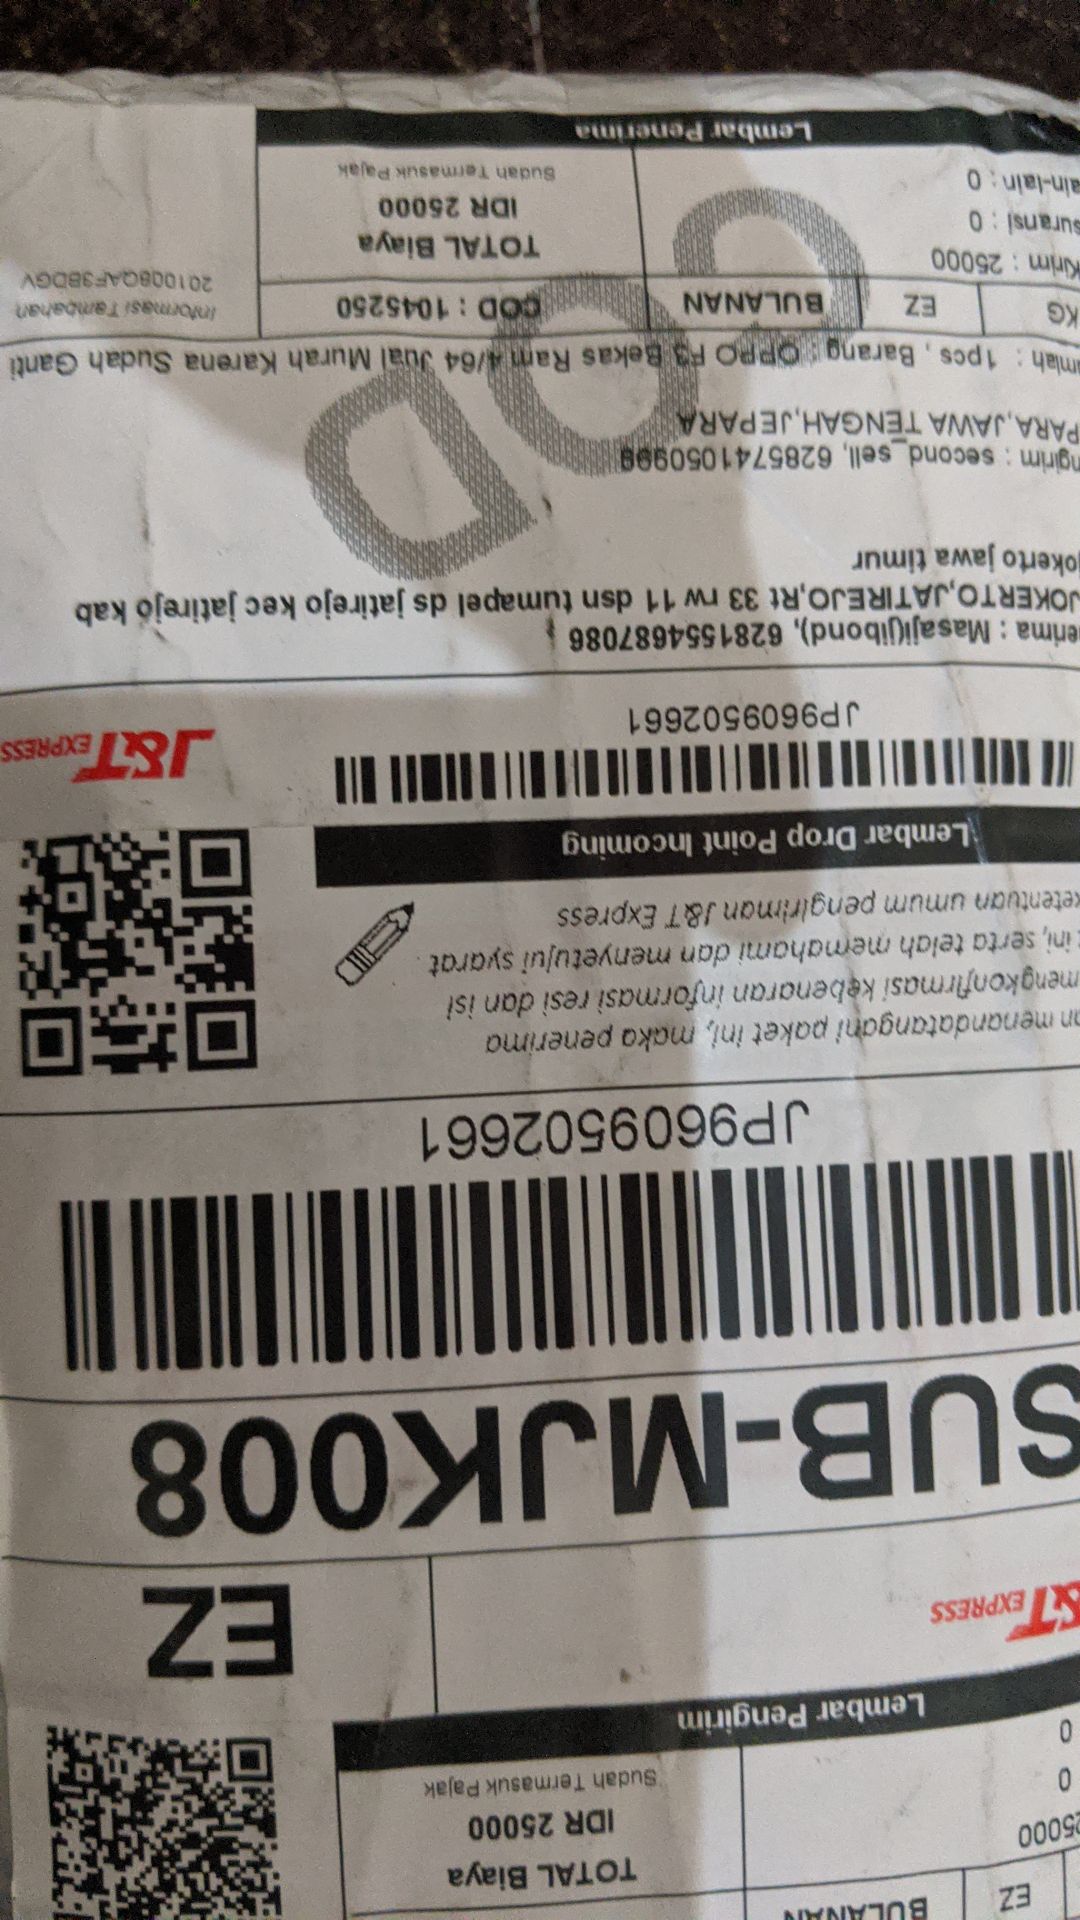 EZ BULANAN
TOTAL Biaya
25000 IDR 25000
0 Sudah Termasuk Pajak
0
Lembar Pengirim
&T EXPRESS
EZ
SUB-MJK008
JP9609502661
an menandatangani paket ini, maka penerima
mengkonfirmasi kebenaran informasi resi dan isi
t ini, serta telah memahami dan menyetujui syarat
ketentuan umum pengiriman J&T Express
Lembar Drop Point Incoming
JP9609502661
J&T EXPRESS
erima : Masaji(jibond), 6281554687086
JOKERTO,JATIREJO,Rt 33 rw 11 dsn tumapel ds jatirejo kec jatirejo kab
jokerto jawa timur
ngirim : second_sell, 6285741050999
PARA,JAWA TENGAH,JEPARA
COD
mlah : 1pcs , Barang : OPPO F3 Bekas Ram 4/64 Jual Murah Karena Sudah Ganti
KG EZ BULANAN COD : 1045250 Informasi Tambahan
201008QAF3BDGV
Kirim : 25000 TOTAL Biaya
suransi : 0 IDR 25000
ain-lain : 0 Sudah Termasuk Pajak
Lembar Penerima